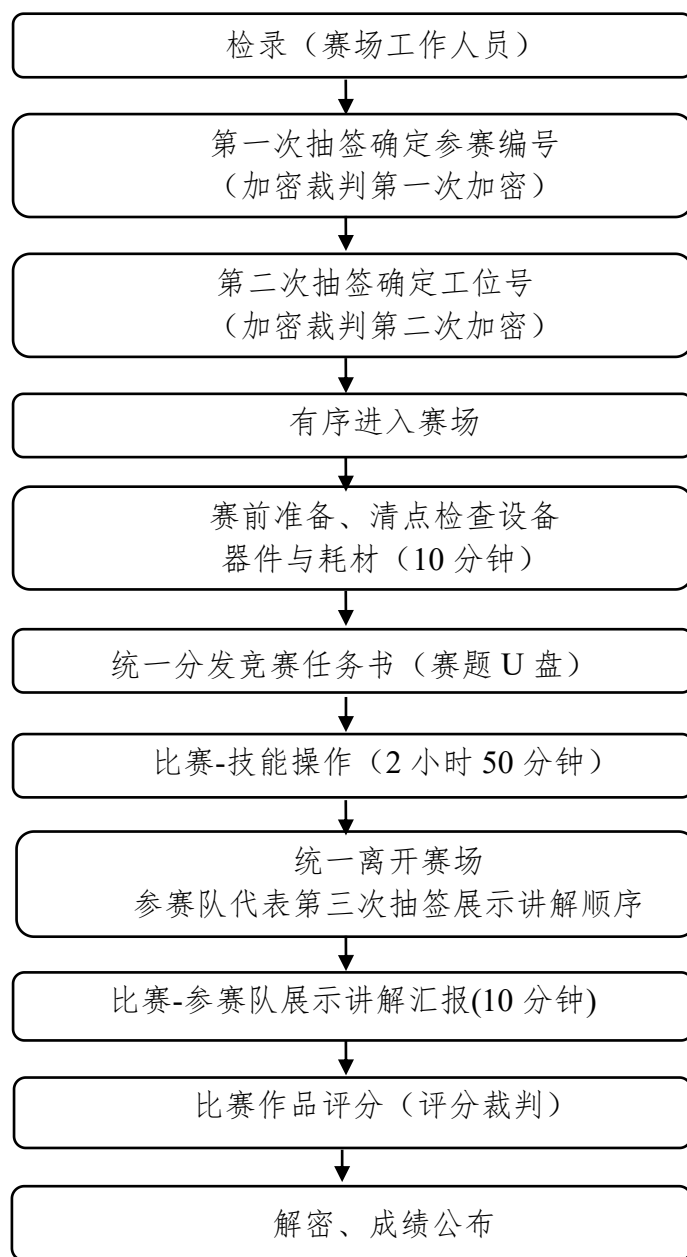 检录（赛场工作人员）
第一次抽签确定参赛编号
（加密裁判第一次加密）
第二次抽签确定工位号
（加密裁判第二次加密）
有序进入赛场
赛前准备、清点检查设备
器件与耗材（10 分钟）
统一分发竞赛任务书（赛题 U 盘）
比赛-技能操作（2 小时 50 分钟）
统一离开赛场
参赛队代表第三次抽签展示讲解顺序
比赛-参赛队展示讲解汇报(10 分钟)
比赛作品评分（评分裁判）
解密、成绩公布